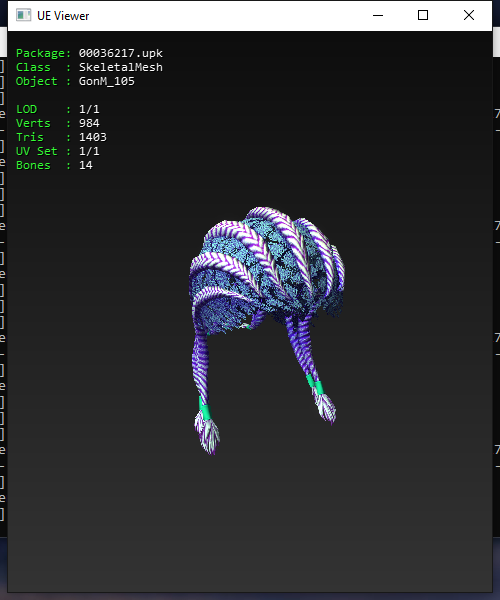 UE Viewer
Package: 00036217.upk
Class : SkeletalMesh
Object : GonM_105
LOD : 1/1
Verts : 984
Tris : 1403
UV Set : 1/1
Bones : 14